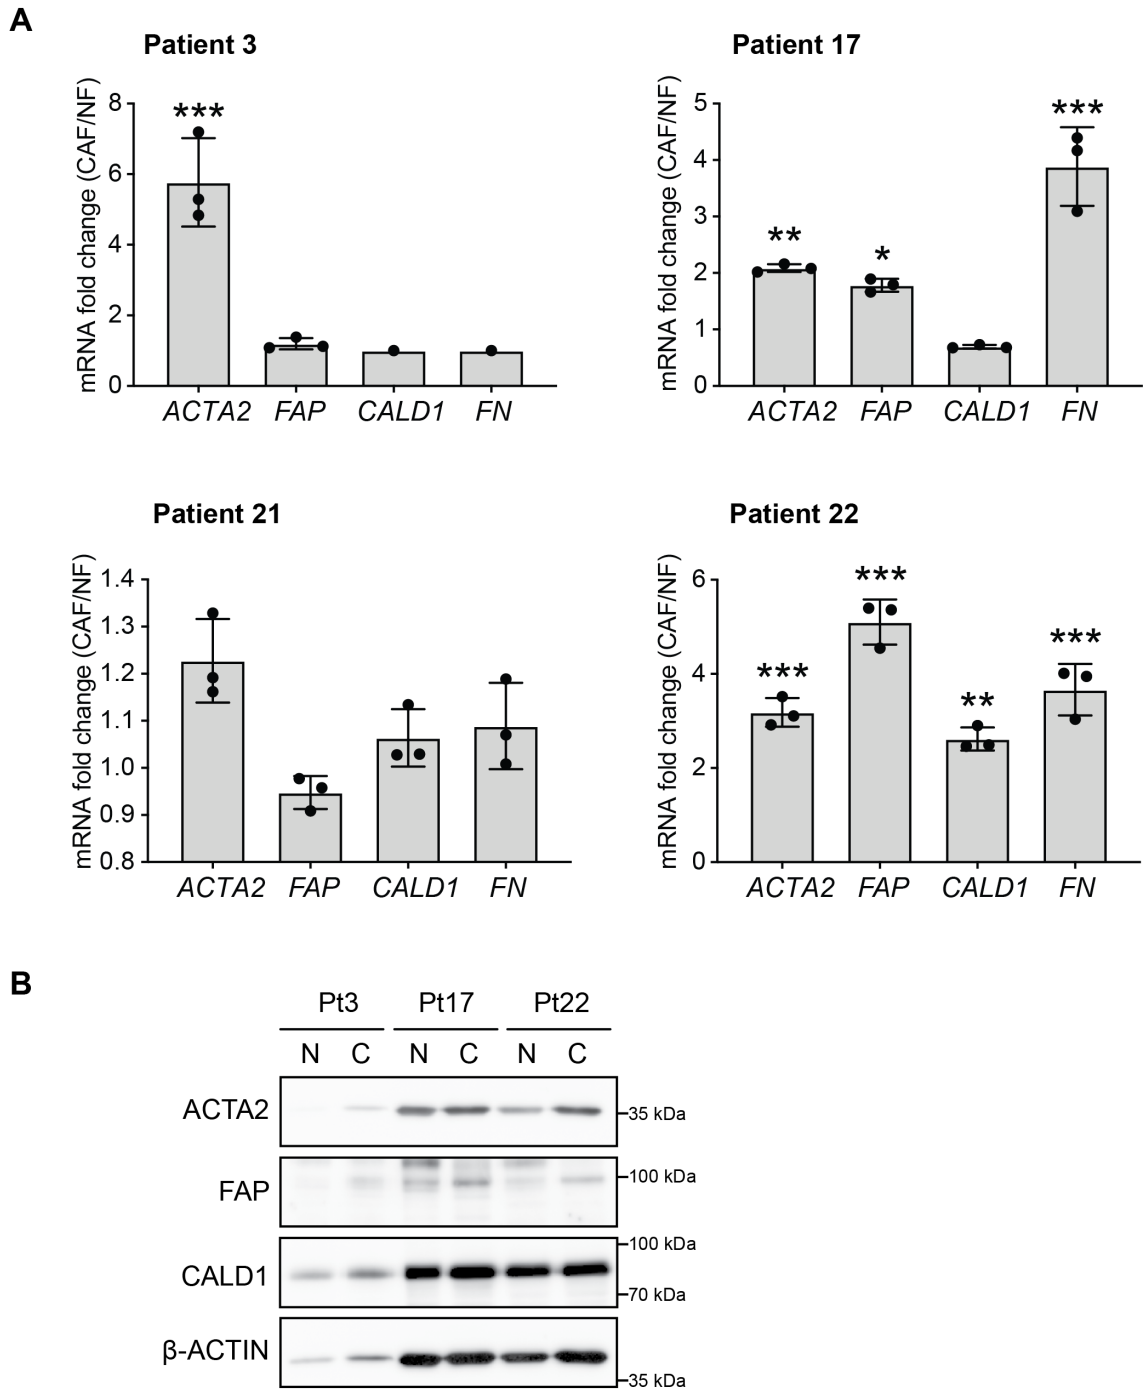 A
Patient 3
mRNA fold change (CAF/NF)
8
6
4
2
0
***
ACTA2 FAP CALD1 FN
Patient 17
mRNA fold change (CAF/NF)
5
4
3
2
1
0
** * ***
ACTA2 FAP CALD1 FN
Patient 21
mRNA fold change (CAF/NF)
1.4
1.3
1.2
1.1
1.0
0.9
0.8
ACTA2 FAP CALD1 FN
Patient 22
mRNA fold change (CAF/NF)
6
4
2
0
*** *** ** ***
ACTA2 FAP CALD1 FN
B
Pt3 Pt17 Pt22
N C N C N C
ACTA2 35 kDa
FAP 100 kDa
100 kDa
CALD1
70 kDa
β-ACTIN
35 kDa